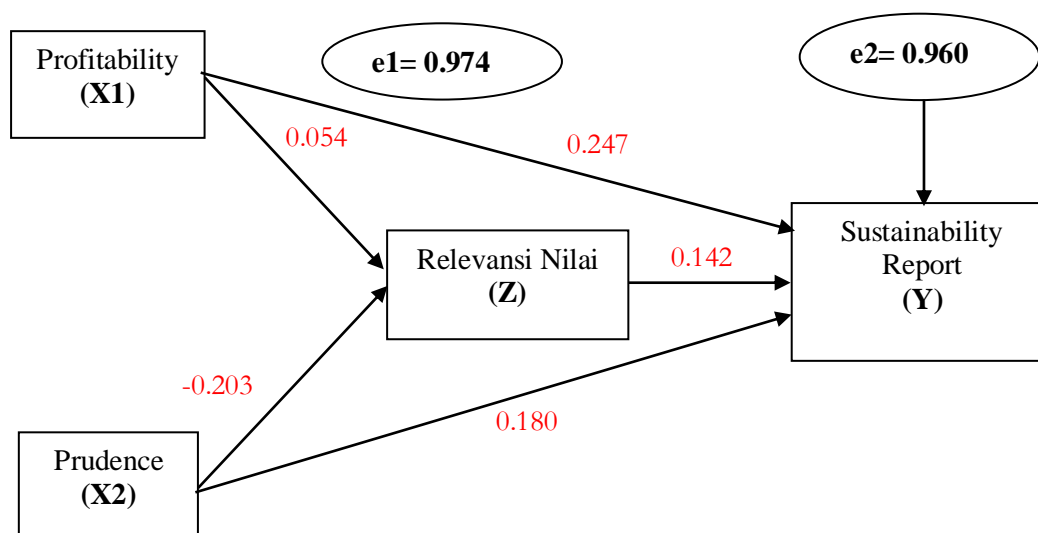 Profitability
(X1)
e1= 0.974
e2= 0.960
0.054
0.247
Relevansi Nilai
(Z)
0.142
Sustainability
Report
(Y)
-0.203
0.180
Prudence
(X2)